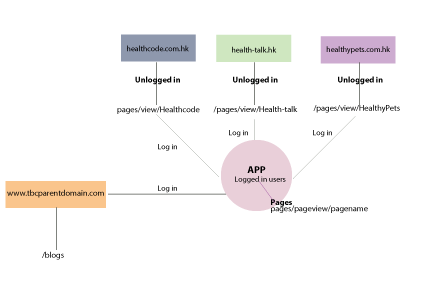 healthcode.com.hk
health-talk.hk
healthypets.com.hk
Unlogged in
Unlogged in
Unlogged in
pages/view/Healthcode
/pages/view/Health-talk
/pages/view/HealthyPets
Log in
Log in
Log in
APP
Logged in users
Log in
www.tbcparentdomain.com
Pages
pages/pageview/pagename
/blogs